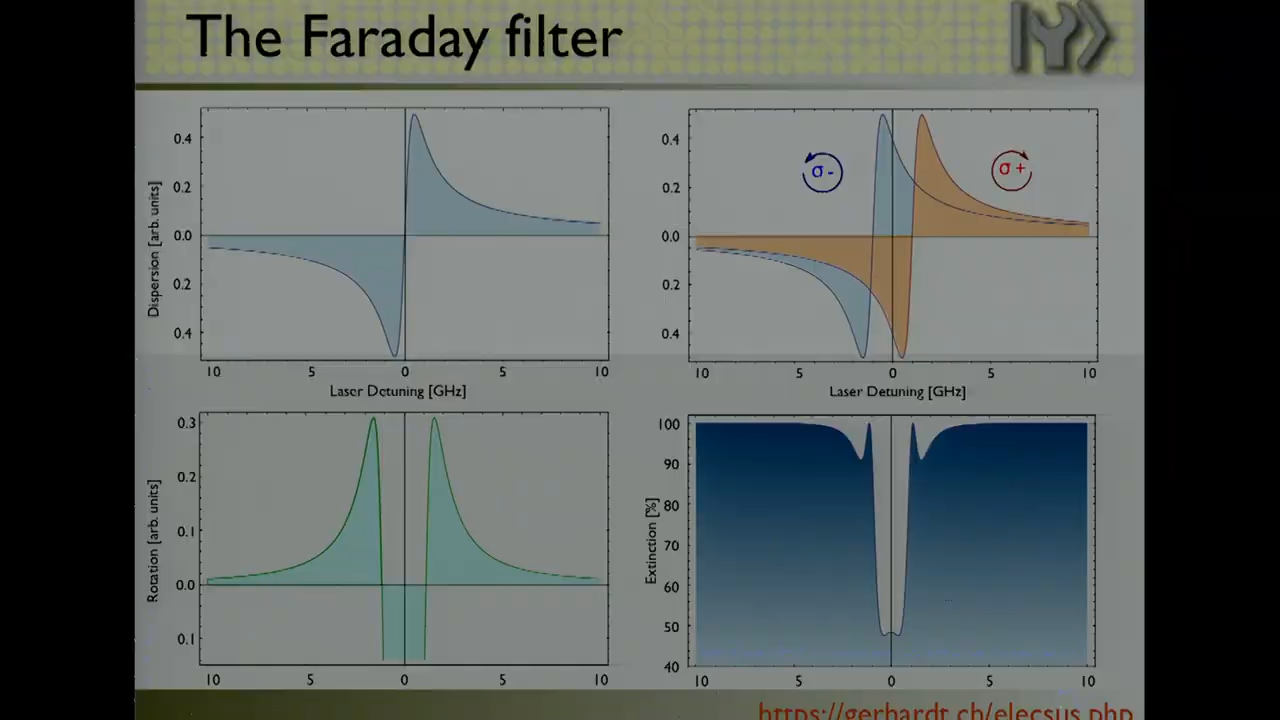 The Faraday filter
0.4
0.2
0.0
0.2
0.4
Dispersion [arb. units]
10 5 0 5 10
Laser Detuning [GHz]
σ -
σ +
0.4
0.2
0.0
0.2
0.4
10 5 0 5 10
Laser Detuning [GHz]
0.3
0.2
0.1
0.0
0.1
Rotation [arb. units]
10 5 0 5 10
100
90
80
70
60
50
40
Extinction [%]
10 5 0 5 10
https://gerhardt.ch/elecsus.php